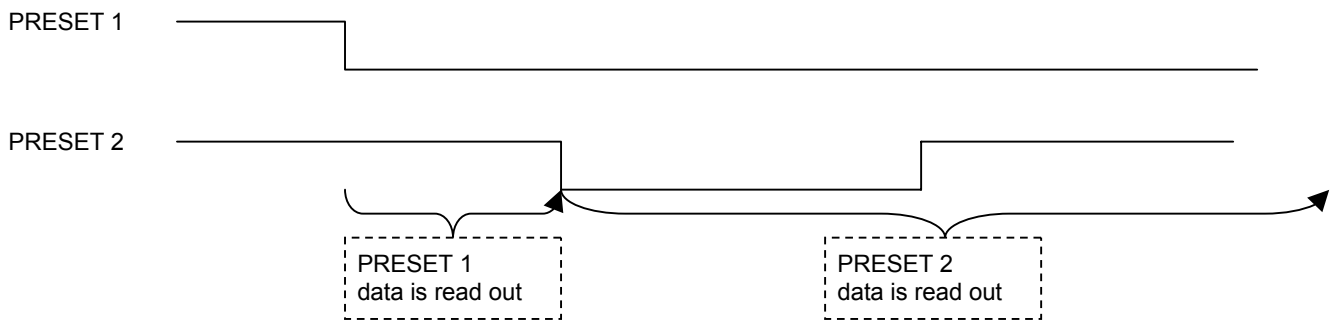 PRESET 1
PRESET 2
PRESET 1
data is read out
PRESET 2
data is read out